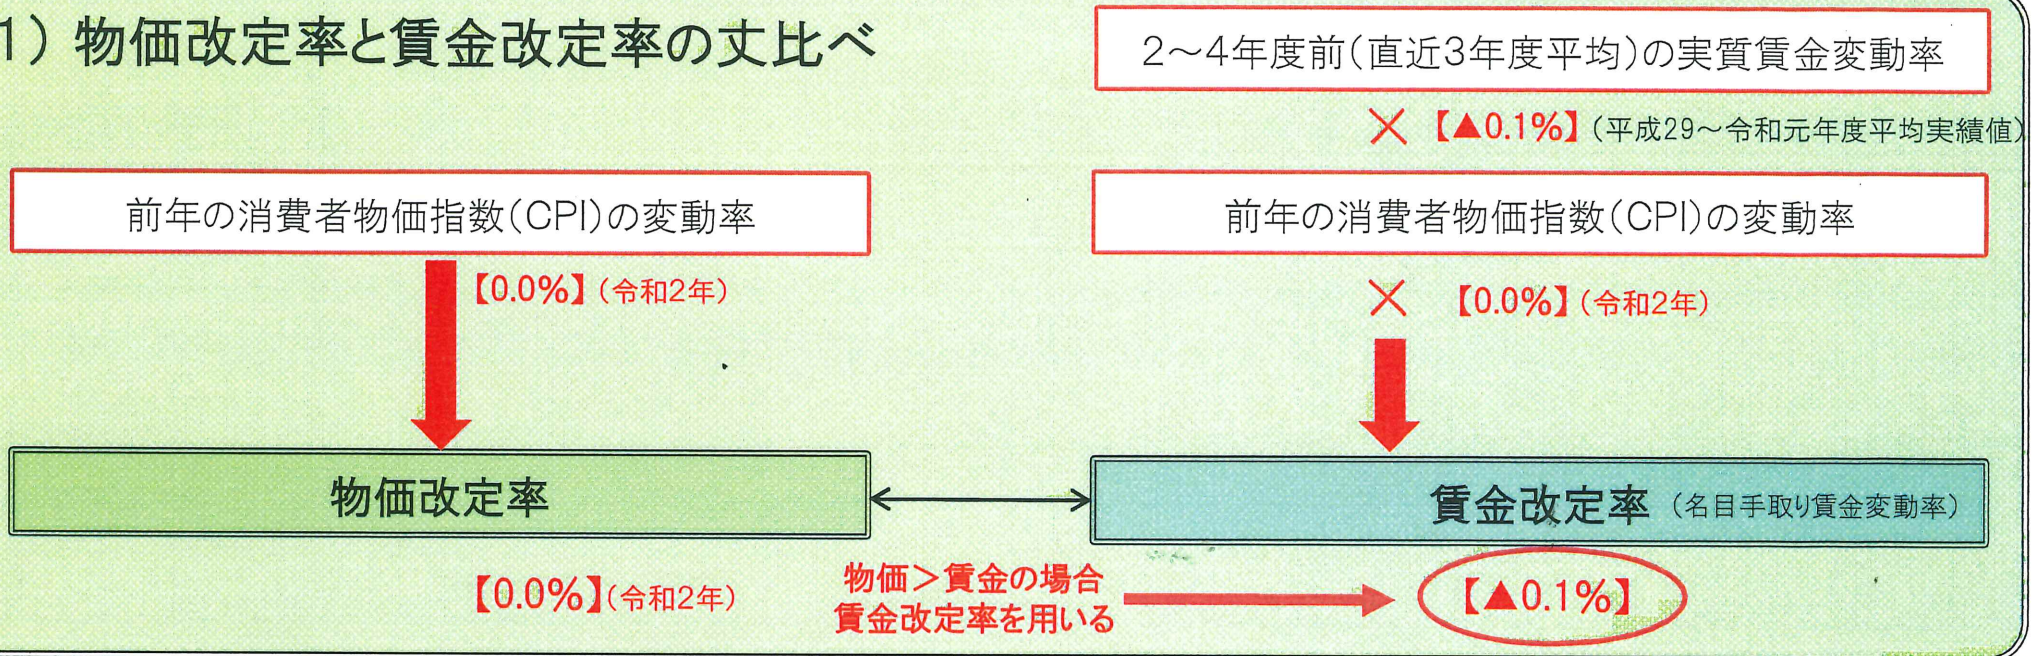 1) 物価改定率と賃金改定率の丈比べ
2～4年度前(直近3年度平均)の実質賃金変動率
× 【▲0.1%】(平成29～令和元年度平均実績値)
前年の消費者物価指数(CPI)の変動率
【0.0%】(令和2年)
前年の消費者物価指数(CPI)の変動率
× 【0.0%】(令和2年)
物価改定率
賃金改定率 (名目手取り賃金変動率)
【0.0%】(令和2年)
物価＞賃金の場合
賃金改定率を用いる
【▲0.1%】